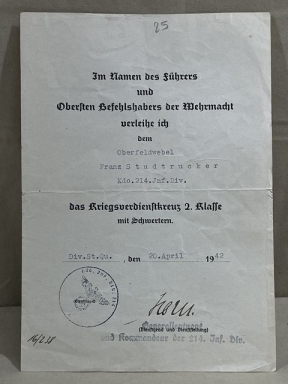 25
Im Namen des Führers
und
Obersten Befehlshabers der Wehrmacht
verleihe ich
dem
Oberfeldwebel
Franz Studtrucker
Kdo.214.Inf.Div.
das Kriegsverdienstkreuz 2. Klasse
mit Schwertern.
Div.St.Qu., den 20.April 1942
Generalleutnant
(Dienstgrad und Dienststellung)
und Kommandeur der 214. Inf. Div.